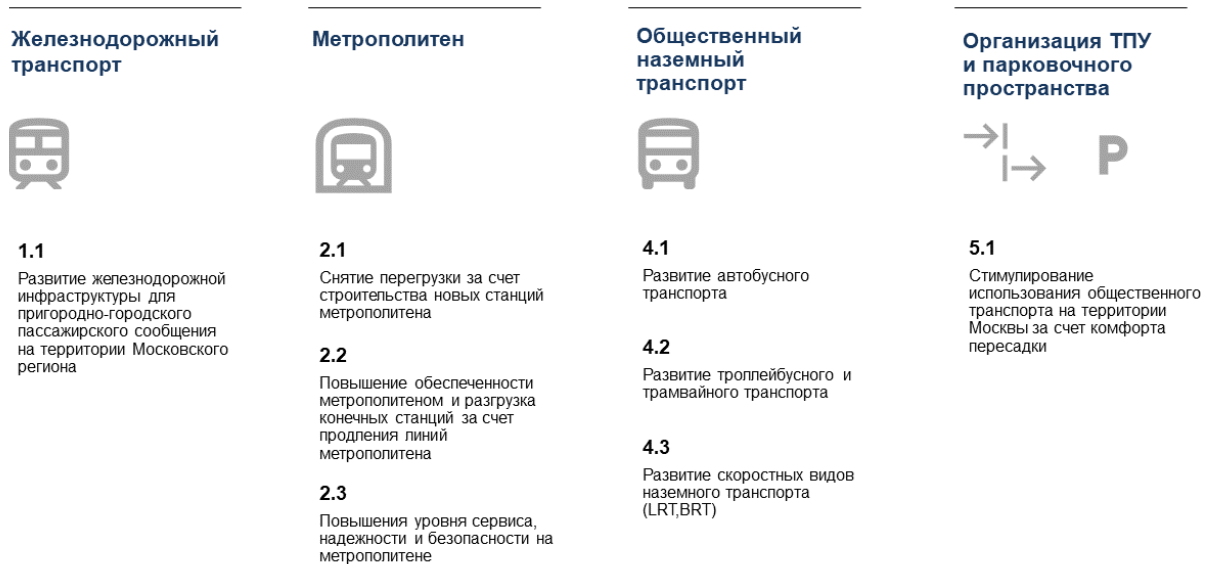 Железнодорожный
транспорт
1.1
Развитие железнодорожной
инфраструктуры для
пригородно-городского
пассажирского сообщения
на территории Московского
региона
Метрополитен
2.1
Снятие перегрузки за счет
строительства новых станций
метрополитена
2.2
Повышение обеспеченности
метрополитеном и разгрузка
конечных станций за счет
продления линий
метрополитена
2.3
Повышения уровня сервиса,
надежности и безопасности на
метрополитене
Общественный
наземный
транспорт
4.1
Развитие автобусного
транспорта
4.2
Развитие троллейбусного и
трамвайного транспорта
4.3
Развитие скоростных видов
наземного транспорта
(LRT,BRT)
Организация ТПУ
и парковочного
пространства
P
5.1
Стимулирование
использования общественного
транспорта на территории
Москвы за счет комфорта
пересадки